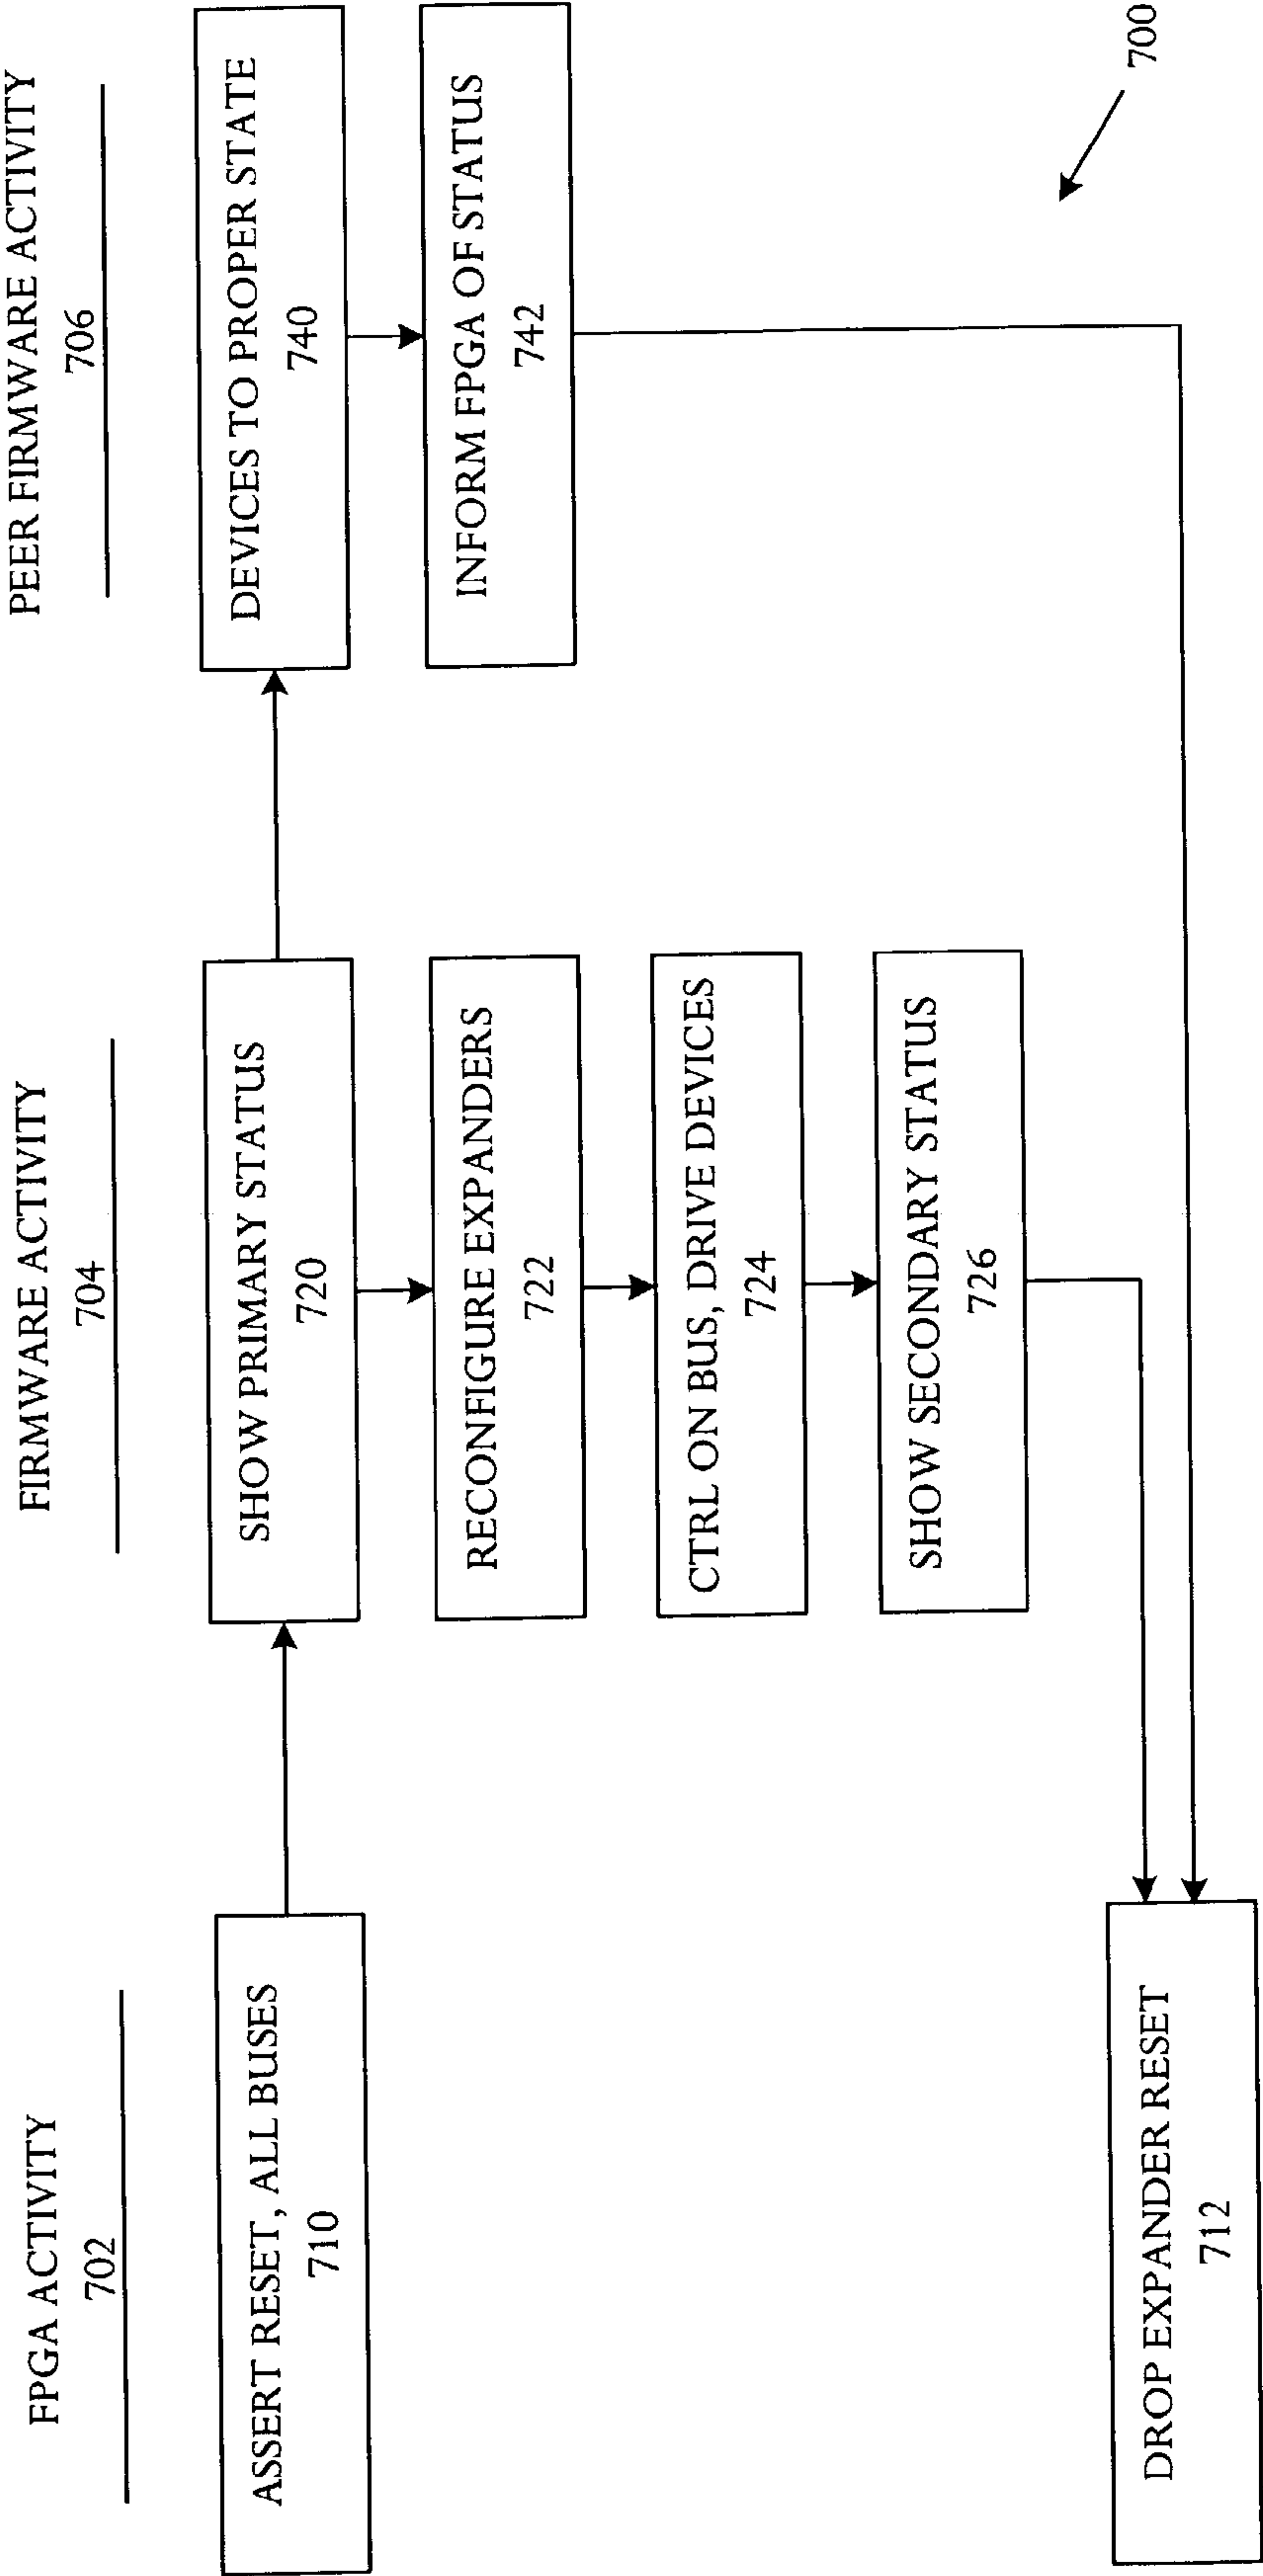 FPGA ACTIVITY
702
ASSERT RESET, ALL BUSES
710
DROP EXPANDER RESET
712
FIRMWARE ACTIVITY
704
SHOW PRIMARY STATUS
720
RECONFIGURE EXPANDERS
722
CTRL ON BUS, DRIVE DEVICES
724
SHOW SECONDARY STATUS
726
PEER FIRMWARE ACTIVITY
706
DEVICES TO PROPER STATE
740
INFORM FPGA OF STATUS
742
700